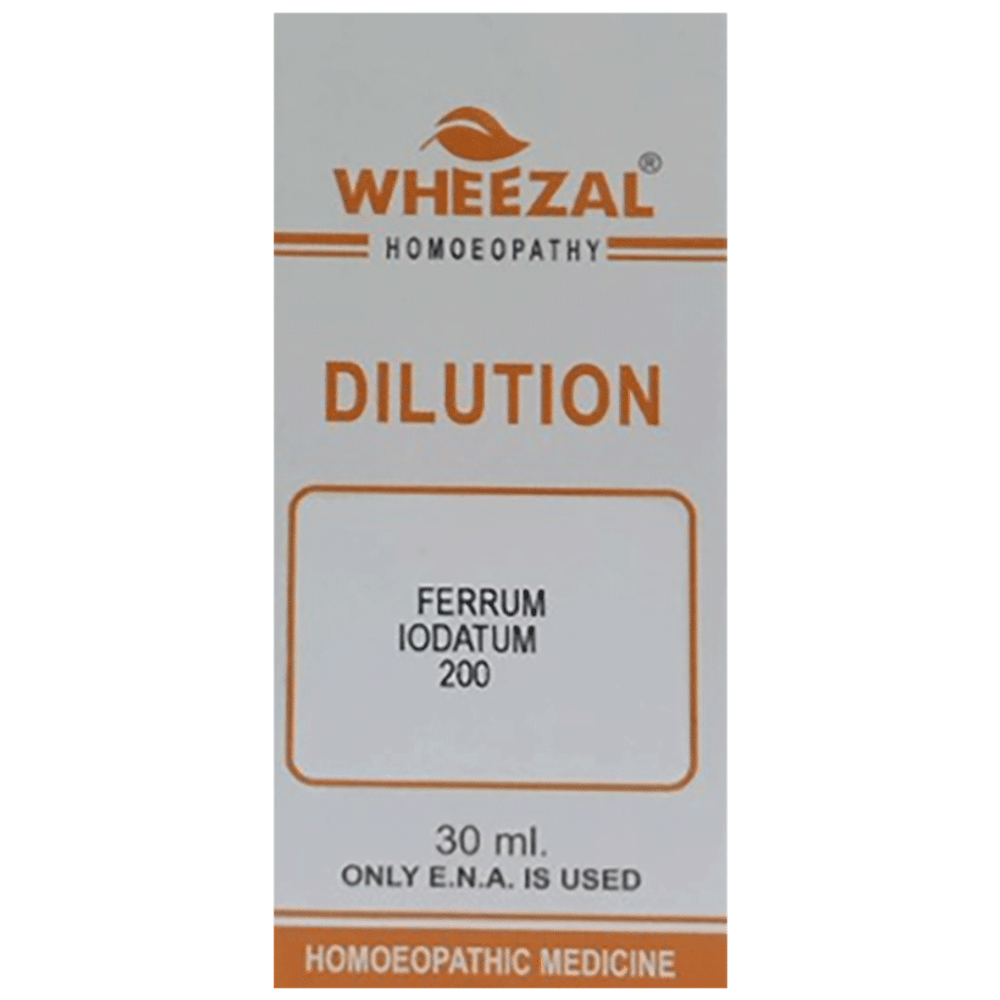 WHEEZAL®
HOMOEOPATHY
DILUTION
FERRUM
IODATUM
200
30 ml.
ONLY E.N.A. IS USED
HOMOEOPATHIC MEDICINE